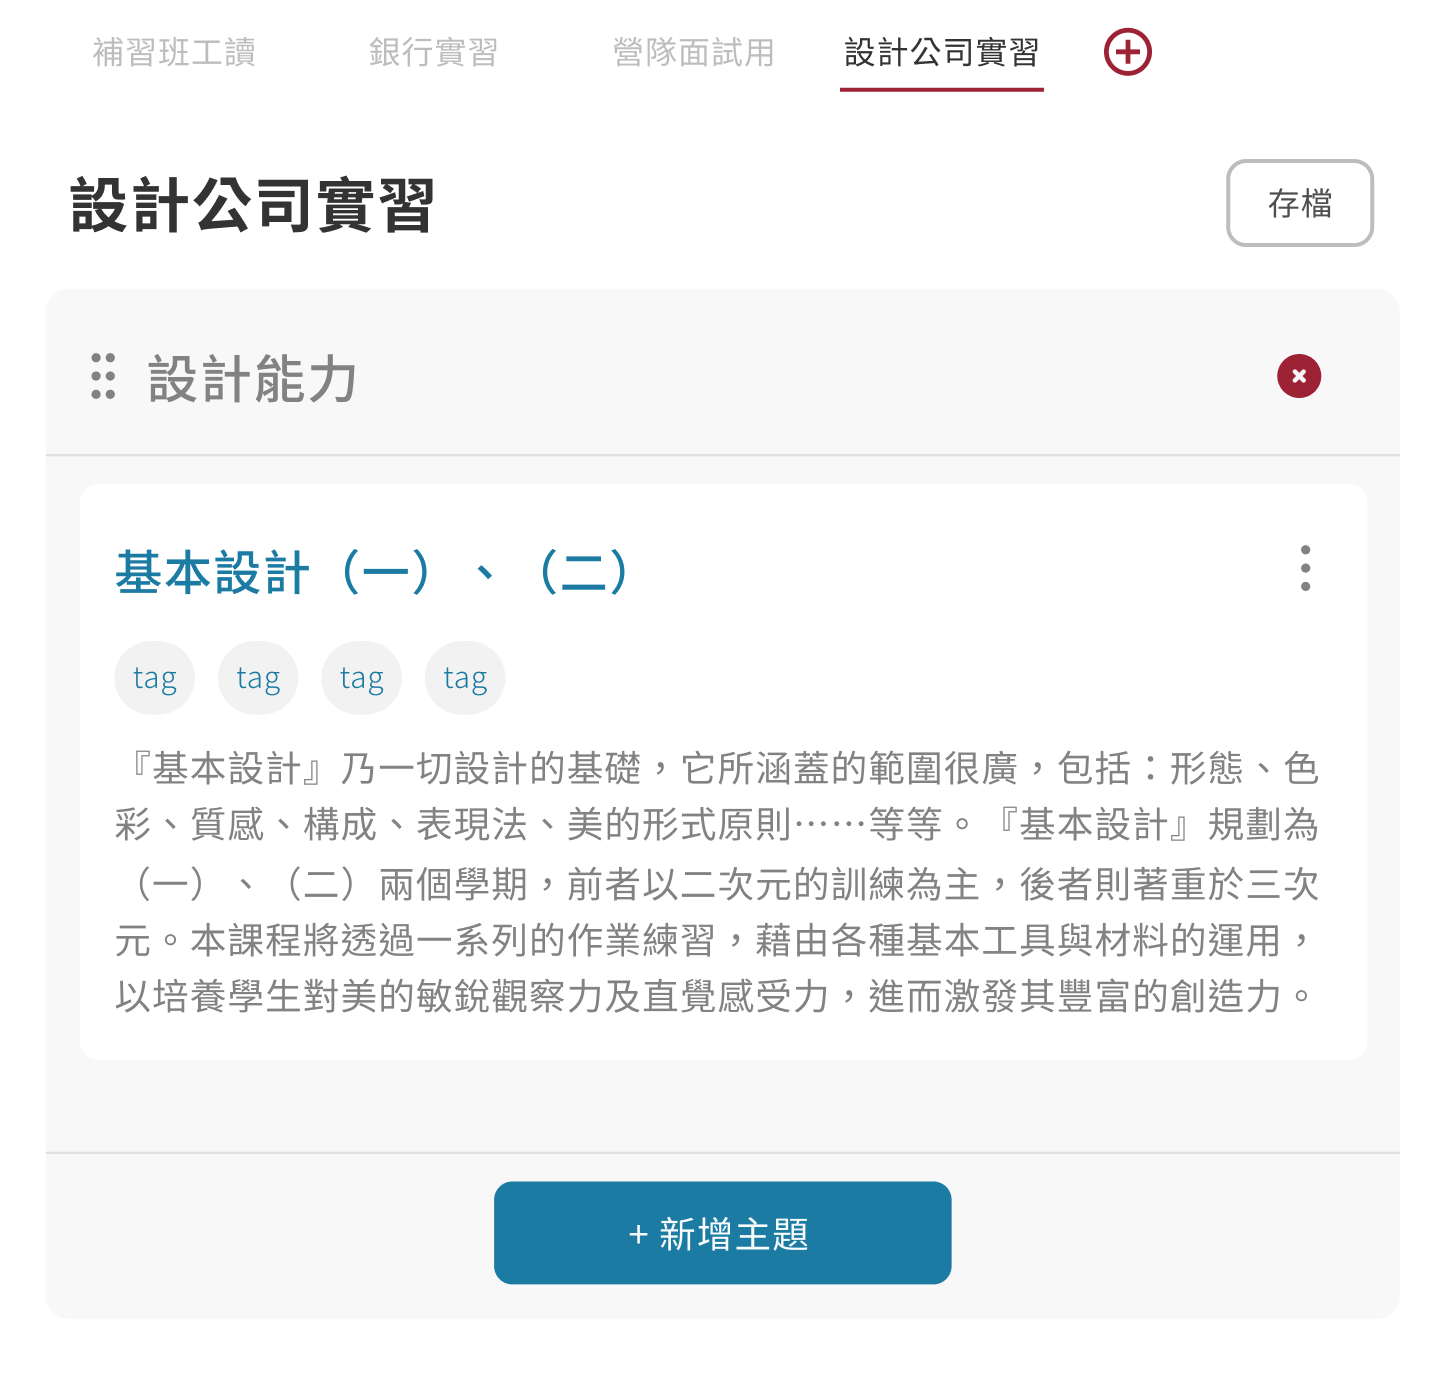 補習班工讀
銀行實習
營隊面試用
設計公司實習
設計公司實習
存檔
設計能力
基本設計（一）、（二）
tag
tag
tag
tag
『基本設計』乃一切設計的基礎，它所涵蓋的範圍很廣，包括：形態、色
彩、質感、構成、表現法、美的形式原則……等等。『基本設計』規劃為
（一）、（二）兩個學期，前者以二次元的訓練為主，後者則著重於三次
元。本課程將透過一系列的作業練習，藉由各種基本工具與材料的運用，
以培養學生對美的敏銳觀察力及直覺感受力，進而激發其豐富的創造力。
+ 新增主題